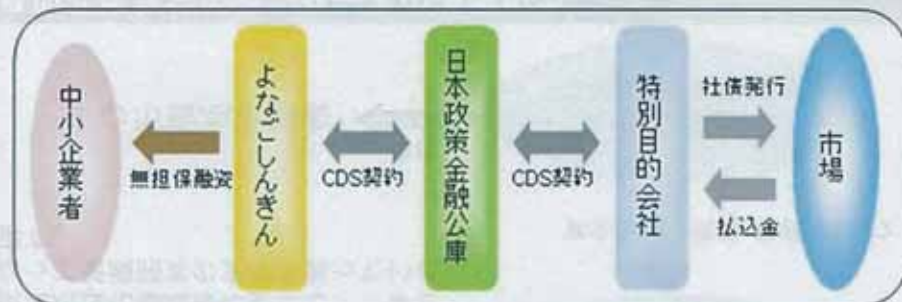 中小企業者
無担保融資
よなごしんきん
CDS契約
日本政策金融公庫
CDS契約
特別目的会社
社債発行
払込金
市場